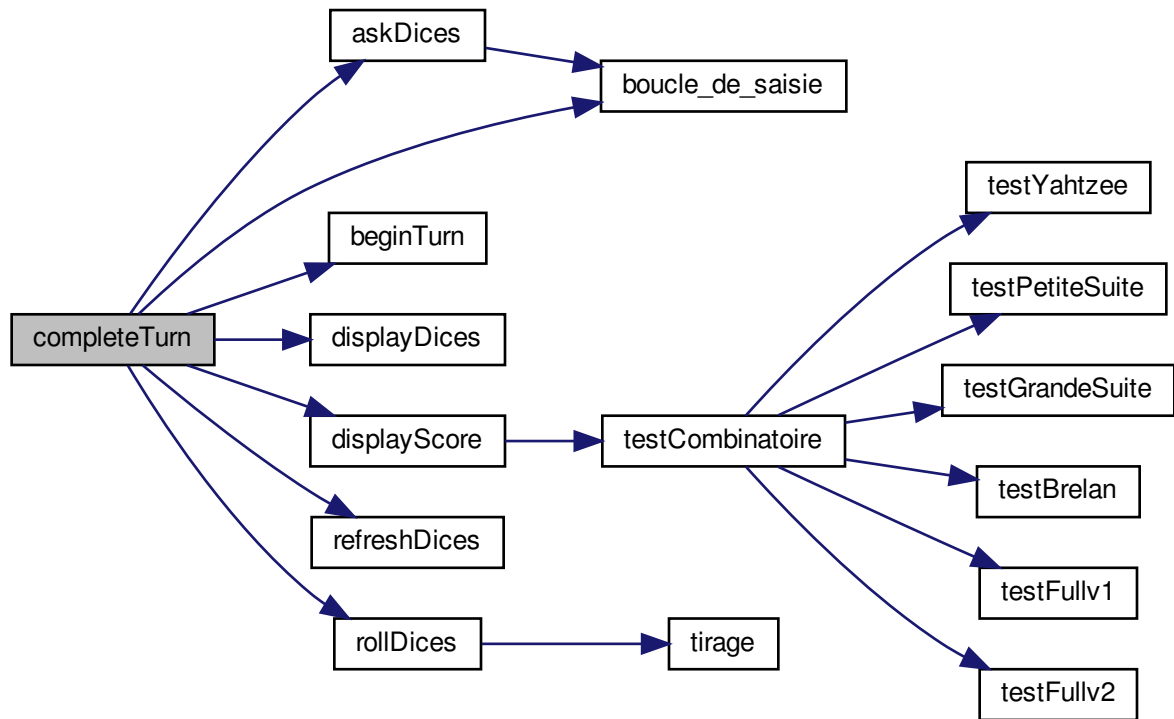 askDices
boucle_de_saisie
testYahtzee
beginTurn
testPetiteSuite
completeTurn
displayDices
testGrandeSuite
displayScore
testCombinatoire
testBrelan
refreshDices
testFullv1
rollDices
tirage
testFullv2